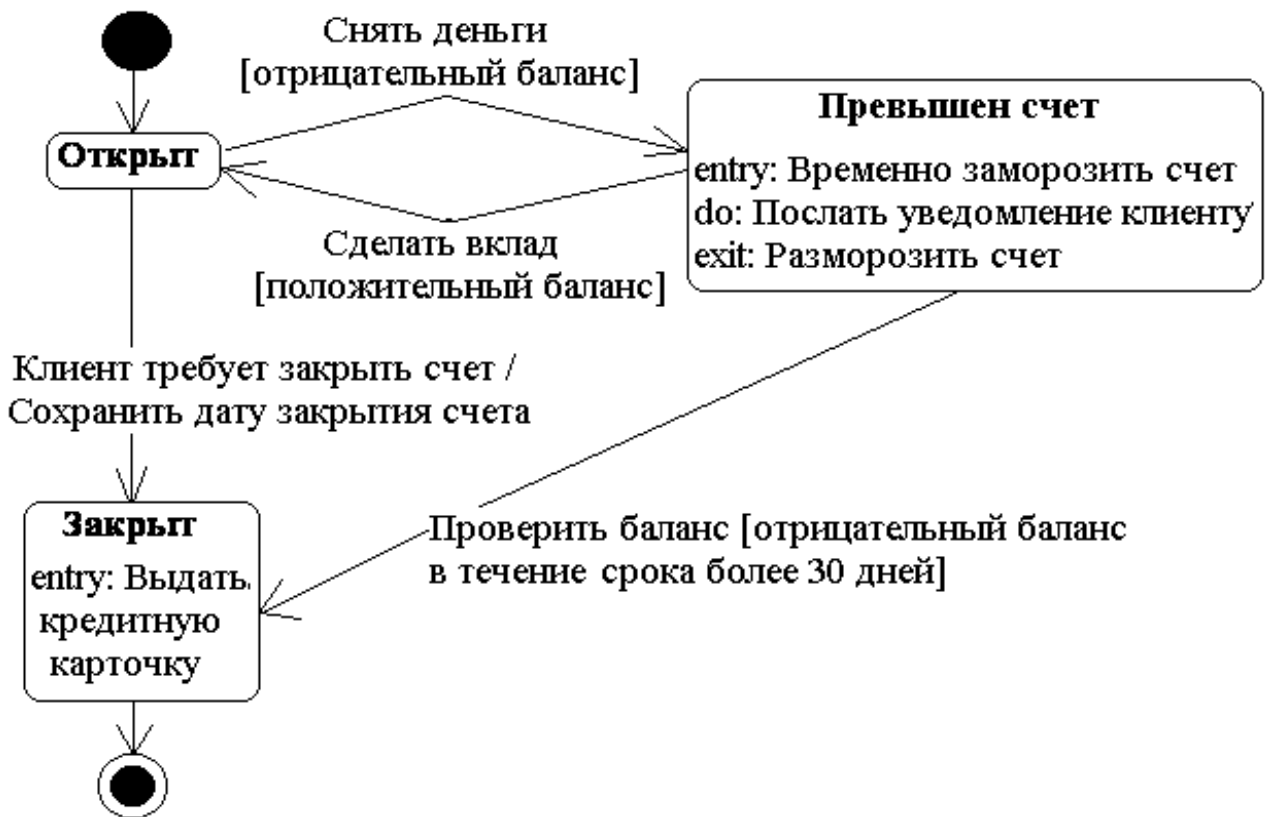 Снять деньги
[отрицательный баланс]
Открыт
Превышен счет
entry: Временно заморозить счет
do: Послать уведомление клиенту
exit: Разморозить счет
Сделать вклад
[положительный баланс]
Клиент требует закрыть счет /
Сохранить дату закрытия счета
Закрыт
entry: Выдать
кредитную
карточку
Проверить баланс [отрицательный баланс
в течение срока более 30 дней]